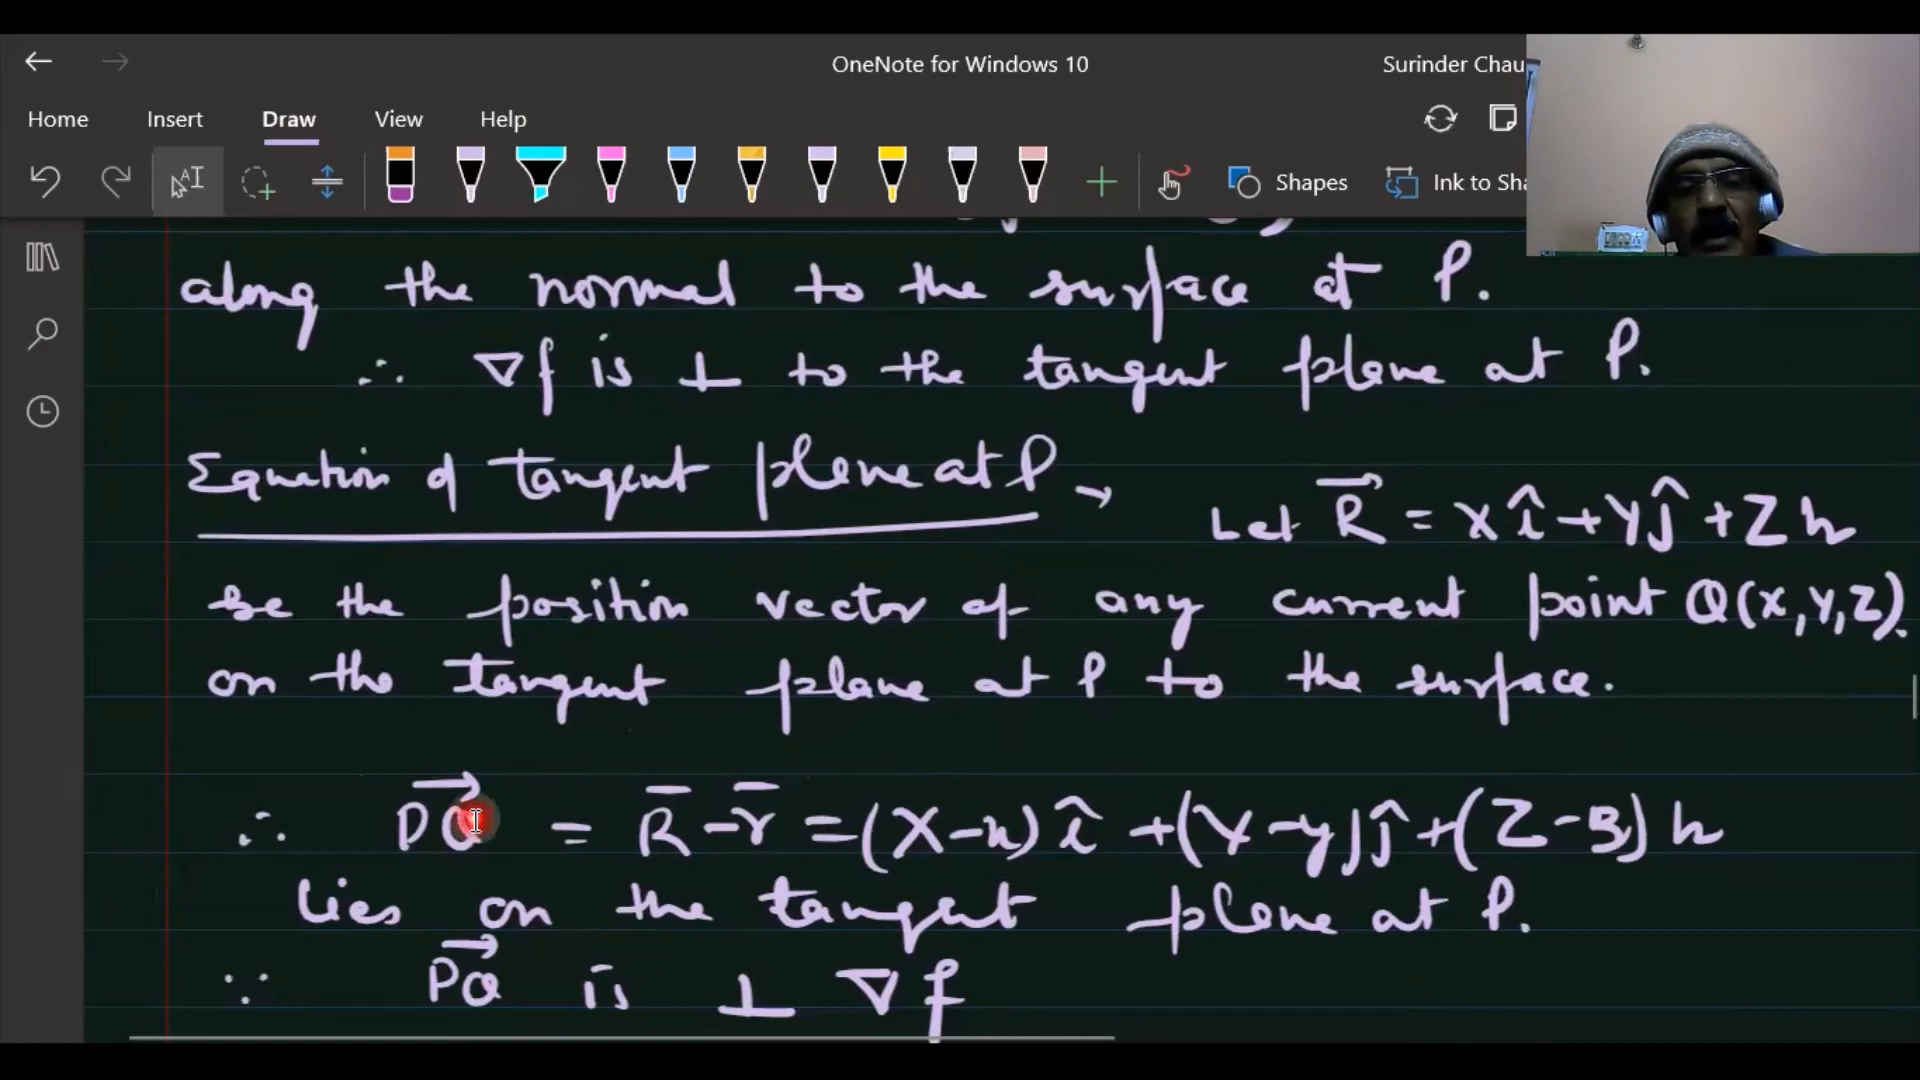 OneNote for Windows 10
Surinder Chau
Home Insert Draw View Help
Shapes Ink to Sha
along the normal to the surface at P.
∴ ∇f is ⊥ to the tangent plane at P.
Equation of tangent plane at P → Let R⃗ = Xî + Yĵ + Zk
be the position vector of any current point Q(X, Y, Z).
on the tangent plane at P to the surface.
∴ PQ⃗ = R̄ - r̄ = (X-x)î + (Y-y)ĵ + (Z-z)k
lies on the tangent plane at P.
∵ PQ⃗ is ⊥ ∇f